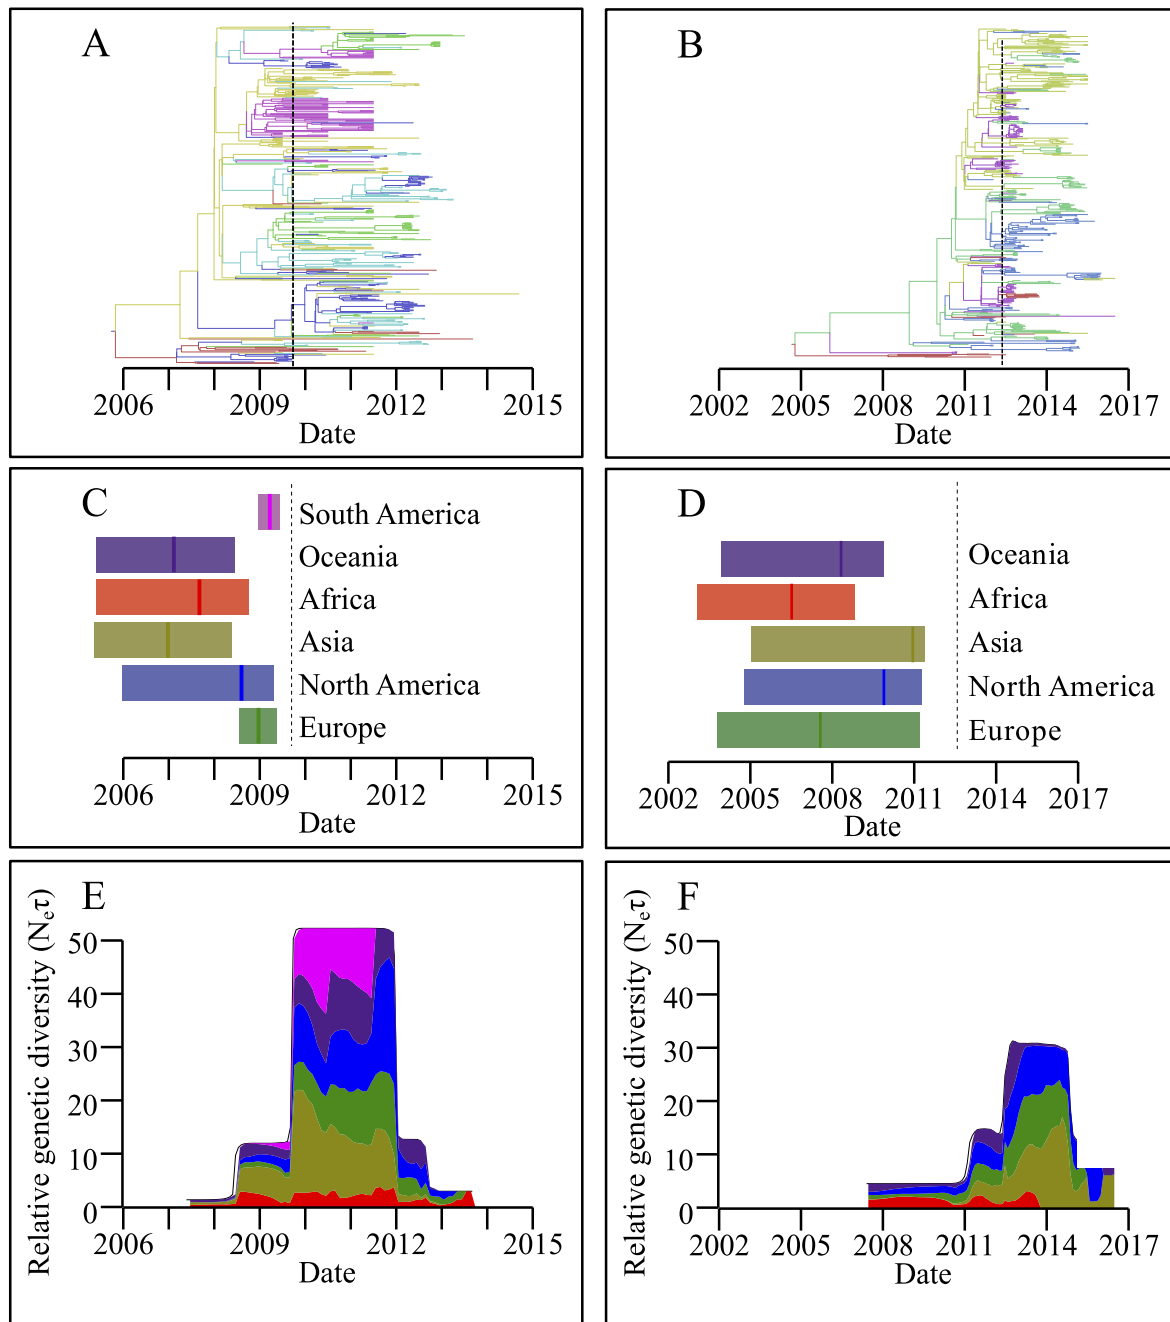 A
2006 2009 2012 2015
Date
B
2002 2005 2008 2011 2014 2017
Date
C
South America
Oceania
Africa
Asia
North America
Europe
2006 2009 2012 2015
Date
D
Oceania
Africa
Asia
North America
Europe
2002 2005 2008 2011 2014 2017
Date
E
Relative genetic diversity (Nₑτ)
50
40
30
20
10
0
2006 2009 2012 2015
Date
F
Relative genetic diversity (Nₑτ)
50
40
30
20
10
0
2002 2005 2008 2011 2014 2017
Date